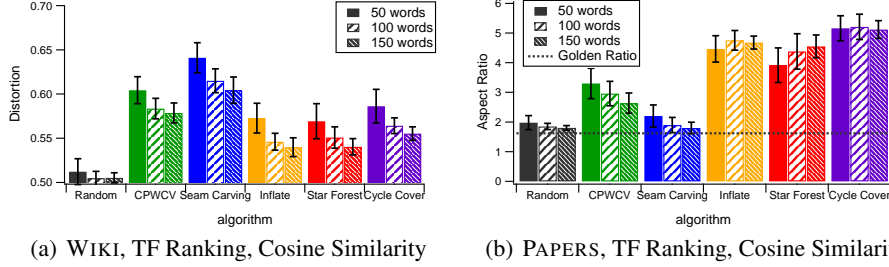 0.70
0.65
0.60
0.55
0.50
Distortion
50 words
100 words
150 words
Random CPWCV Seam Carving Inflate Star Forest Cycle Cover
algorithm
(a) WIKI, TF Ranking, Cosine Similarity
6
5
4
3
2
1
0
Aspect Ratio
50 words
100 words
150 words
Golden Ratio
Random CPWCV Seam Carving Inflate Star Forest Cycle Cover
algorithm
(b) PAPERS, TF Ranking, Cosine Similari